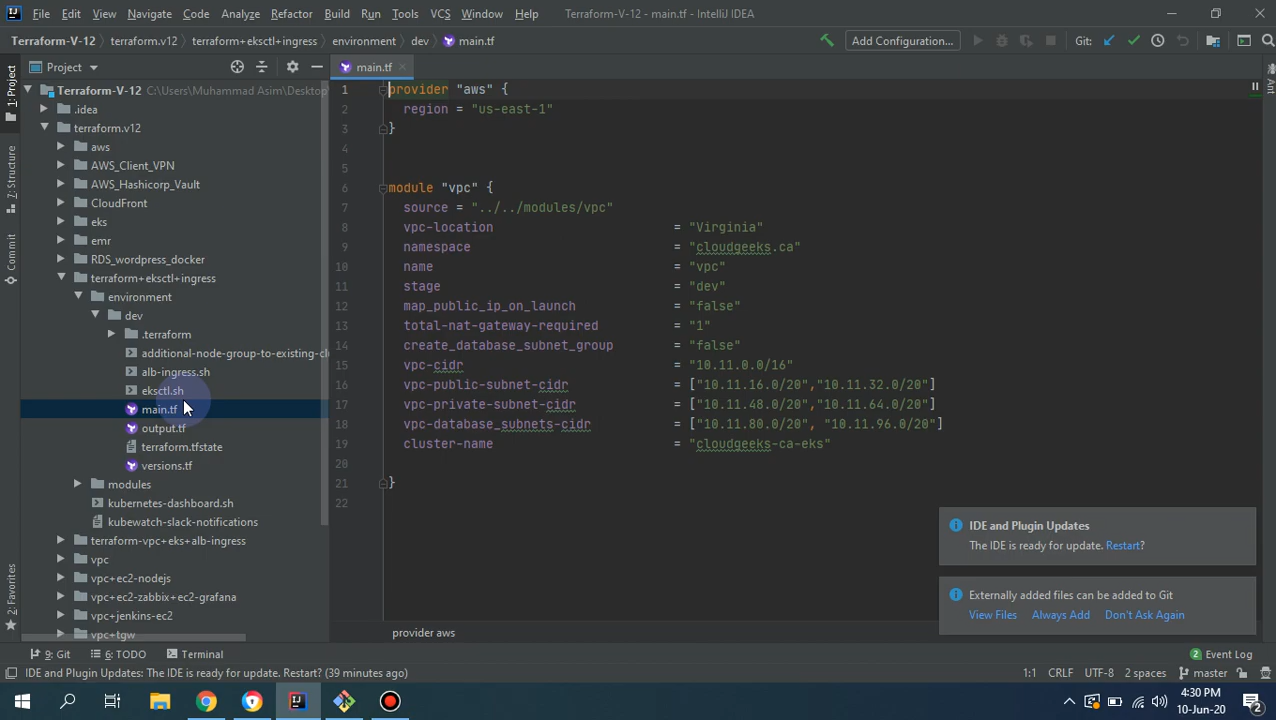 File Edit View Navigate Code Analyze Refactor Build Run Tools VCS Window Help Terraform-V-12 - main.tf - IntelliJ IDEA
Terraform-V-12 terraform.v12 terraform+eksctl+ingress environment dev main.tf Add Configuration... Git:
Project main.tf
1: Project
Z: Structure
Commit
2: Favorites
Ant
Terraform-V-12 C:\Users\Muhammad Asim\Desktop
.idea
terraform.v12
aws
AWS_Client_VPN
AWS_Hashicorp_Vault
CloudFront
eks
emr
RDS_wordpress_docker
terraform+eksctl+ingress
environment
dev
.terraform
additional-node-group-to-existing-cl
alb-ingress.sh
eksctl.sh
main.tf
output.tf
terraform.tfstate
versions.tf
modules
kubernetes-dashboard.sh
kubewatch-slack-notifications
terraform-vpc+eks+alb-ingress
vpc
vpc+ec2-nodejs
vpc+ec2-zabbix+ec2-grafana
vpc+jenkins-ec2
vpc+tgw
1 provider "aws" {
2 region = "us-east-1"
3 }
4
5
6 module "vpc" {
7 source = "../../modules/vpc"
8 vpc-location = "Virginia"
9 namespace = "cloudgeeks.ca"
10 name = "vpc"
11 stage = "dev"
12 map_public_ip_on_launch = "false"
13 total-nat-gateway-required = "1"
14 create_database_subnet_group = "false"
15 vpc-cidr = "10.11.0.0/16"
16 vpc-public-subnet-cidr = ["10.11.16.0/20","10.11.32.0/20"]
17 vpc-private-subnet-cidr = ["10.11.48.0/20","10.11.64.0/20"]
18 vpc-database_subnets-cidr = ["10.11.80.0/20", "10.11.96.0/20"]
19 cluster-name = "cloudgeeks-ca-eks"
20
21 }
22
IDE and Plugin Updates
The IDE is ready for update. Restart?
Externally added files can be added to Git
View Files Always Add Don't Ask Again
provider aws
9: Git 6: TODO Terminal 2 Event Log
IDE and Plugin Updates: The IDE is ready for update. Restart? (39 minutes ago) 1:1 CRLF UTF-8 2 spaces master
4:30 PM
10-Jun-20
2